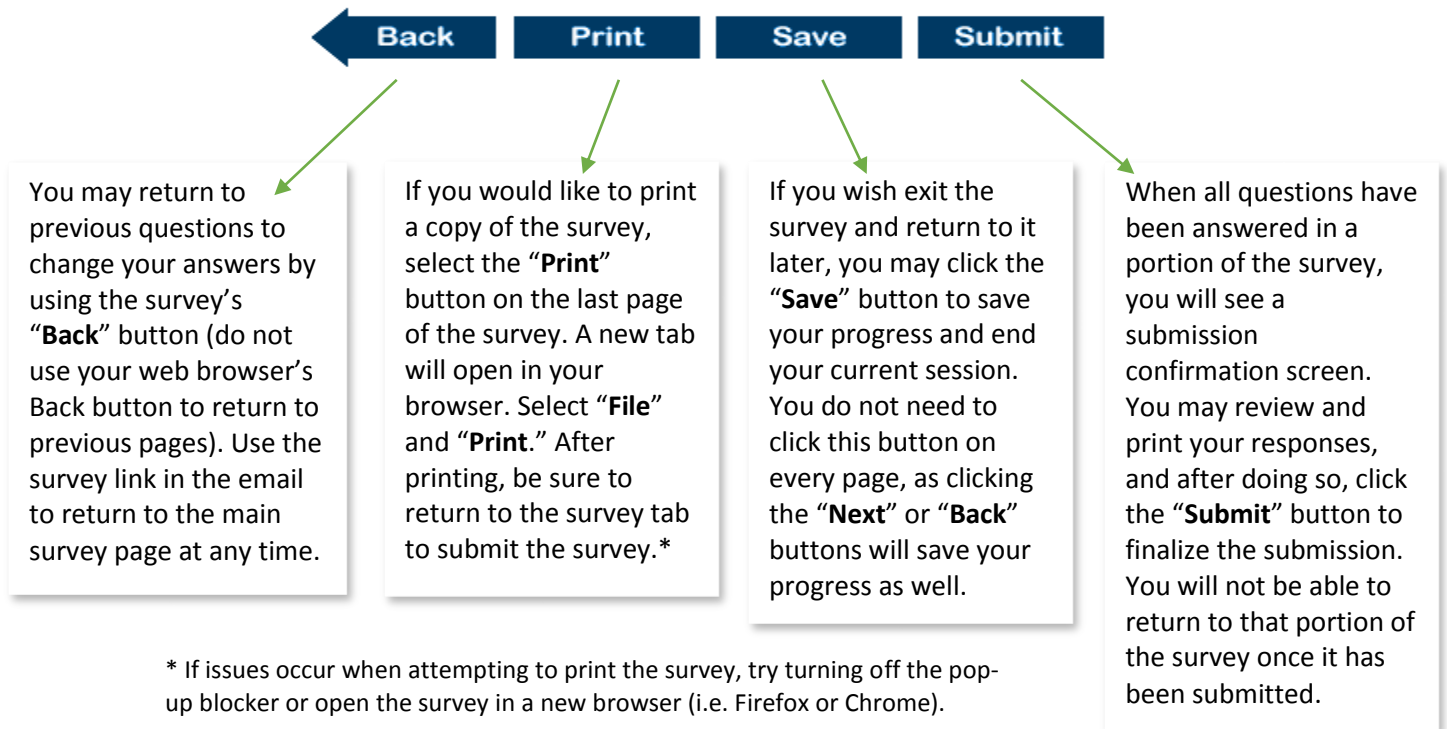 Back
Print
Save
Submit
You may return to
previous questions to
change your answers by
using the survey’s
“Back” button (do not
use your web browser’s
Back button to return to
previous pages). Use the
survey link in the email
to return to the main
survey page at any time.
If you would like to print
a copy of the survey,
select the “Print”
button on the last page
of the survey. A new tab
will open in your
browser. Select “File”
and “Print.” After
printing, be sure to
return to the survey tab
to submit the survey.*
If you wish exit the
survey and return to it
later, you may click the
“Save” button to save
your progress and end
your current session.
You do not need to
click this button on
every page, as clicking
the “Next” or “Back”
buttons will save your
progress as well.
When all questions have
been answered in a
portion of the survey,
you will see a
submission
confirmation screen.
You may review and
print your responses,
and after doing so, click
the “Submit” button to
finalize the submission.
You will not be able to
return to that portion of
the survey once it has
been submitted.
* If issues occur when attempting to print the survey, try turning off the pop-
up blocker or open the survey in a new browser (i.e. Firefox or Chrome).